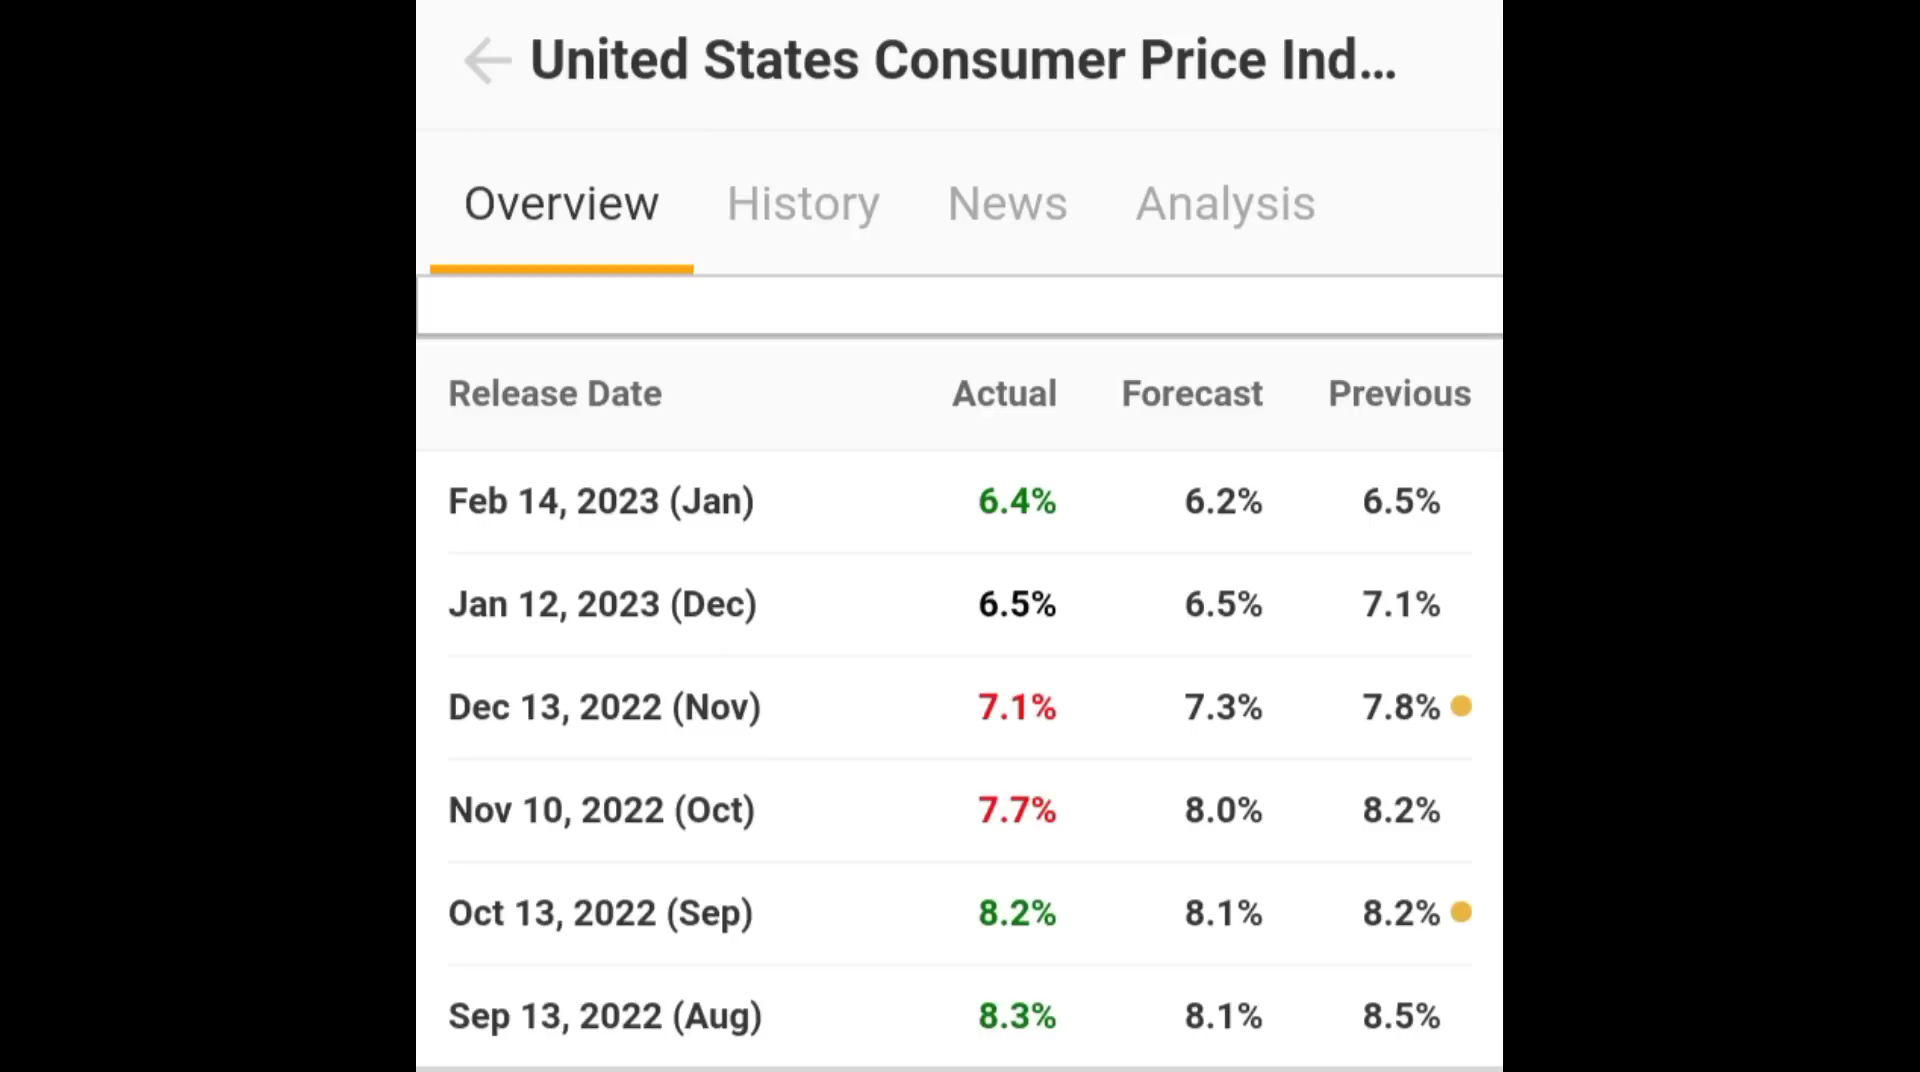 United States Consumer Price Ind...
Overview History News Analysis
Release Date Actual Forecast Previous
Feb 14, 2023 (Jan) 6.4% 6.2% 6.5%
Jan 12, 2023 (Dec) 6.5% 6.5% 7.1%
Dec 13, 2022 (Nov) 7.1% 7.3% 7.8%
Nov 10, 2022 (Oct) 7.7% 8.0% 8.2%
Oct 13, 2022 (Sep) 8.2% 8.1% 8.2%
Sep 13, 2022 (Aug) 8.3% 8.1% 8.5%